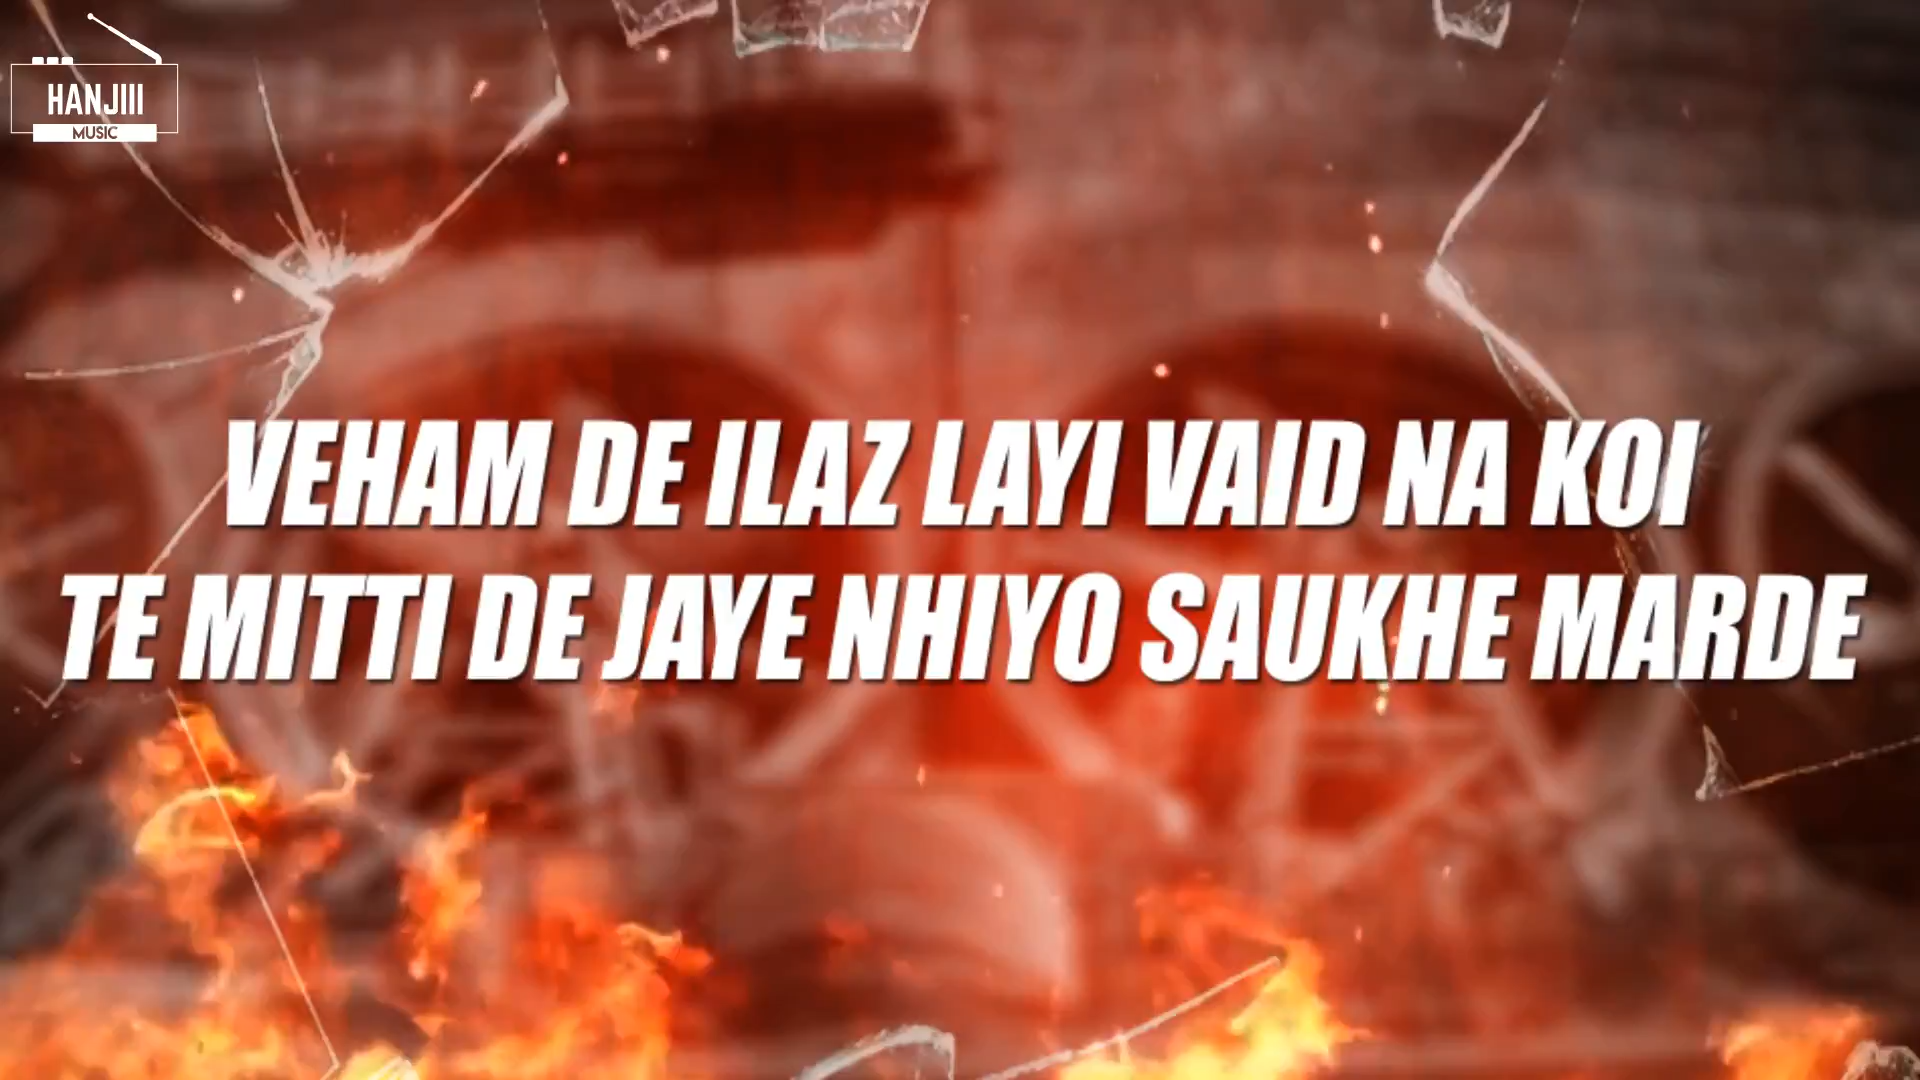 HANJIII
MUSIC
VEHAM DE ILAZ LAYI VAID NA KOI
TE MITTI DE JAYE NHIYO SAUKHE MARDE